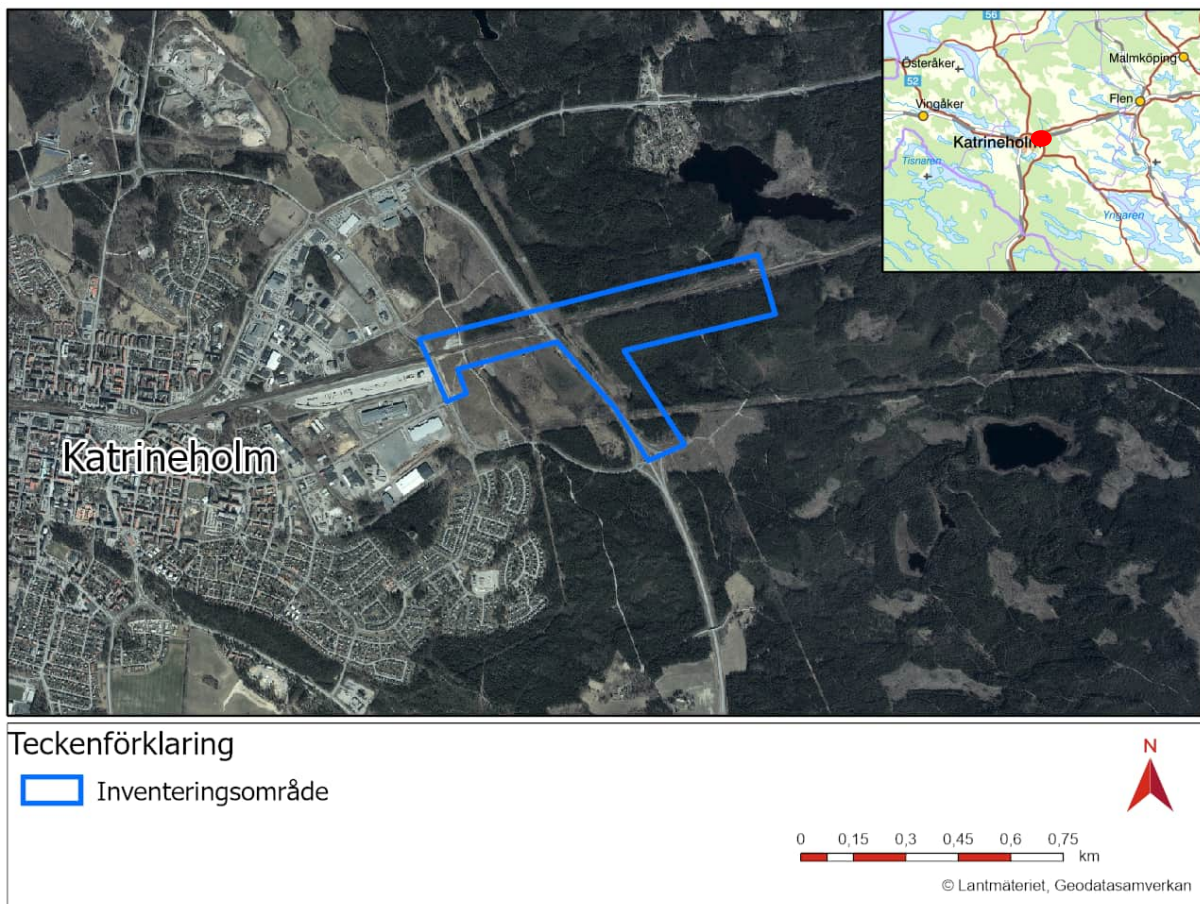 56
Österåker
Malmköping
52
Vingåker
Flen
Katrineholm
Tisnaren
Yngaren
Katrineholm
Teckenförklaring
Inventeringsområde
N
0 0,15 0,3 0,45 0,6 0,75
km
© Lantmäteriet, Geodatasamverkan